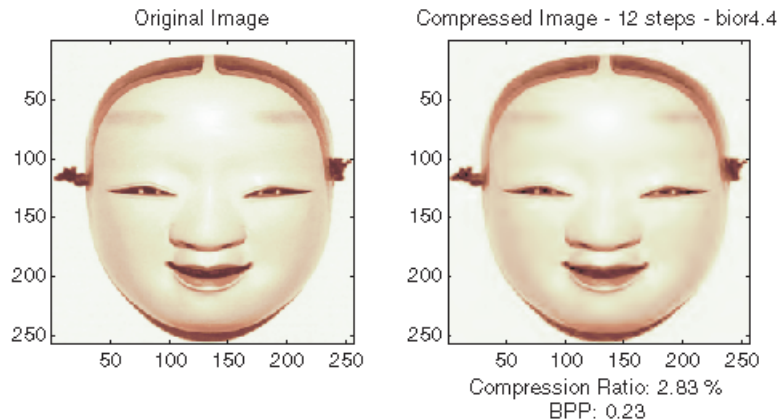 Original Image
Compressed Image - 12 steps - bior4.4
50
100
150
200
250
50 100 150 200 250
50
100
150
200
250
50 100 150 200 250
Compression Ratio: 2.83 %
BPP: 0.23